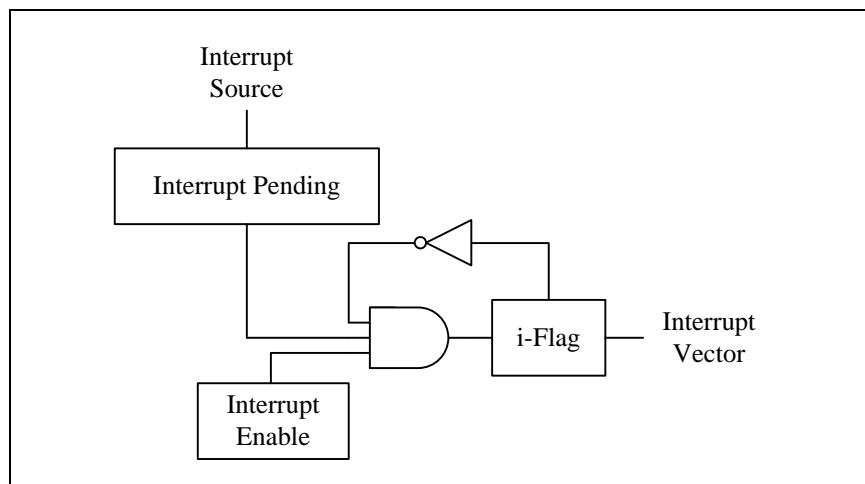 Interrupt
Source
Interrupt Pending
i-Flag
Interrupt
Vector
Interrupt
Enable